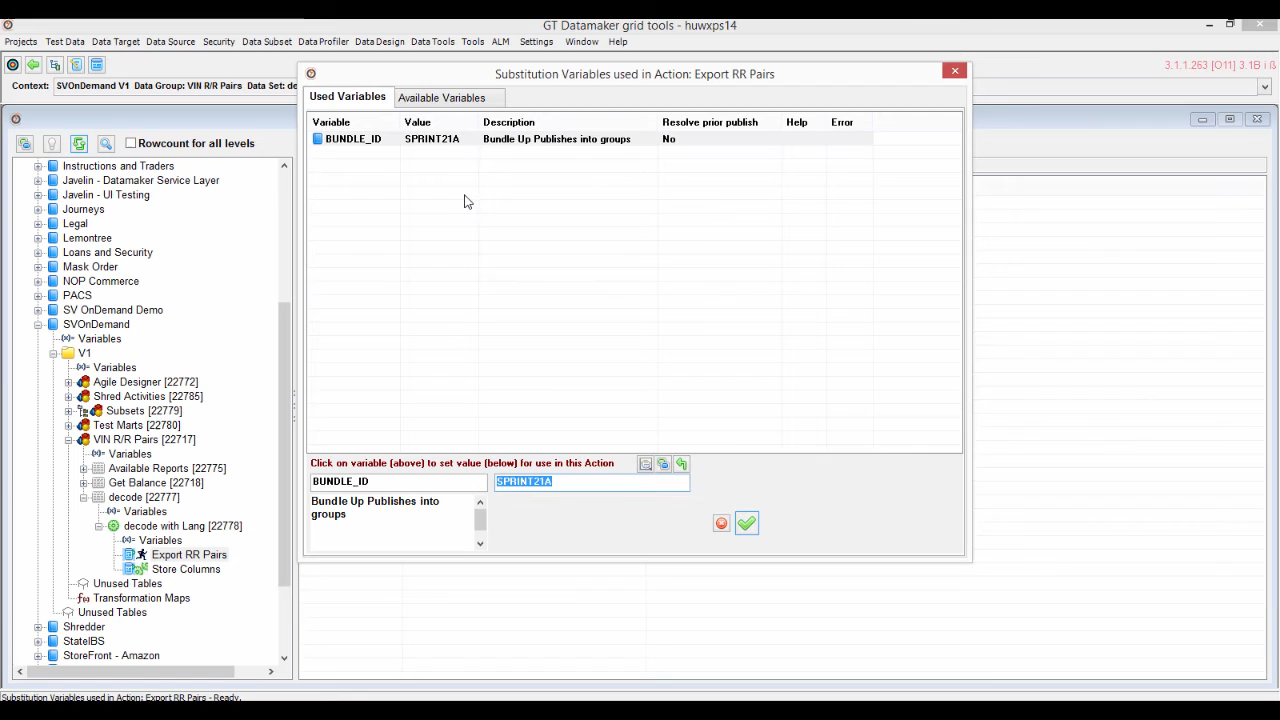 GT Datamaker grid tools - huwxps14
Projects Test Data Data Target Data Source Security Data Subset Data Profiler Data Design Data Tools Tools ALM Settings Window Help
3.1.1.263 [O11] 3.1B i ß
Context: SVOnDemand V1 Data Group: VIN R/R Pairs Data Set: de
Substitution Variables used in Action: Export RR Pairs
Used Variables Available Variables
Variable Value Description Resolve prior publish Help Error
BUNDLE_ID SPRINT21A Bundle Up Publishes into groups No
Click on variable (above) to set value (below) for use in this Action
BUNDLE_ID SPRINT21A
Bundle Up Publishes into
groups
Rowcount for all levels
Instructions and Traders
Javelin - Datamaker Service Layer
Javelin - UI Testing
Journeys
Legal
Lemontree
Loans and Security
Mask Order
NOP Commerce
PACS
SV OnDemand Demo
SVOnDemand
(x)= Variables
V1
(x)= Variables
Agile Designer [22772]
Shred Activities [22785]
Subsets [22779]
Test Marts [22780]
VIN R/R Pairs [22717]
(x)= Variables
Available Reports [22775]
Get Balance [22718]
decode [22777]
(x)= Variables
decode with Lang [22778]
(x)= Variables
Export RR Pairs
Store Columns
Unused Tables
f(x) Transformation Maps
Unused Tables
Shredder
StateIBS
StoreFront - Amazon
Substitution Variables used in Action: Export RR Pairs - Ready.